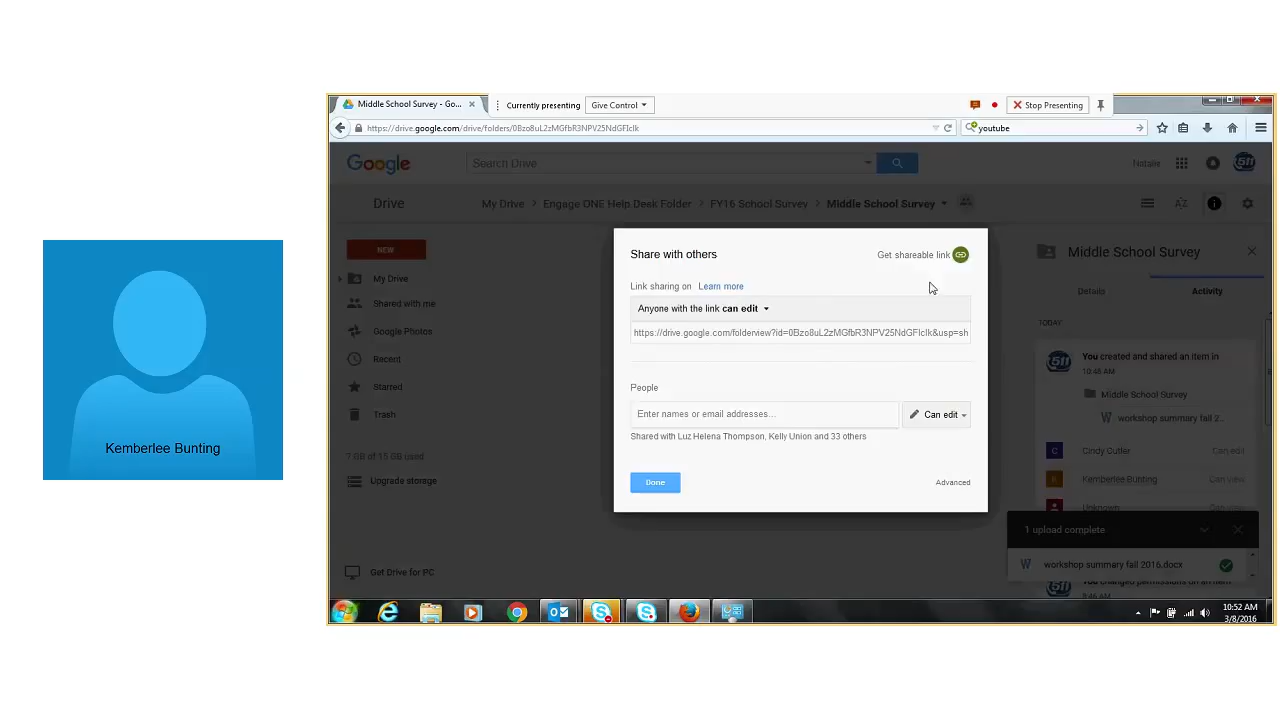 Kemberlee Bunting
Middle School Survey - Go...
Currently presenting
Give Control
Stop Presenting
https://drive.google.com/drive/folders/0Bzo8uL2zMGfbR3NPV25NdGFIclk
youtube
Google
Search Drive
Natalie
511
Drive
My Drive
Engage ONE Help Desk Folder
FY16 School Survey
Middle School Survey
NEW
My Drive
Shared with me
Google Photos
Recent
Starred
Trash
7 GB of 15 GB used
Upgrade storage
Get Drive for PC
Share with others
Get shareable link
Link sharing on Learn more
Anyone with the link can edit
https://drive.google.com/folderview?id=0Bzo8uL2zMGfbR3NPV25NdGFIclk&usp=sh
People
Enter names or email addresses...
Can edit
Shared with Luz Helena Thompson, Kelly Union and 33 others
Done
Advanced
Middle School Survey
Details
Activity
TODAY
511
You created and shared an item in
10:48 AM
Middle School Survey
W workshop summary fall 2...
C Cindy Cutler Can edit
K Kemberlee Bunting Can view
Unknown Can view
1 upload complete
W workshop summary fall 2016.docx
You changed permissions on an item
9:46 AM
10:52 AM
3/8/2016